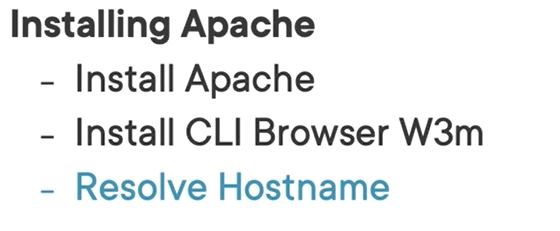 Installing Apache
– Install Apache
– Install CLI Browser W3m
– Resolve Hostname